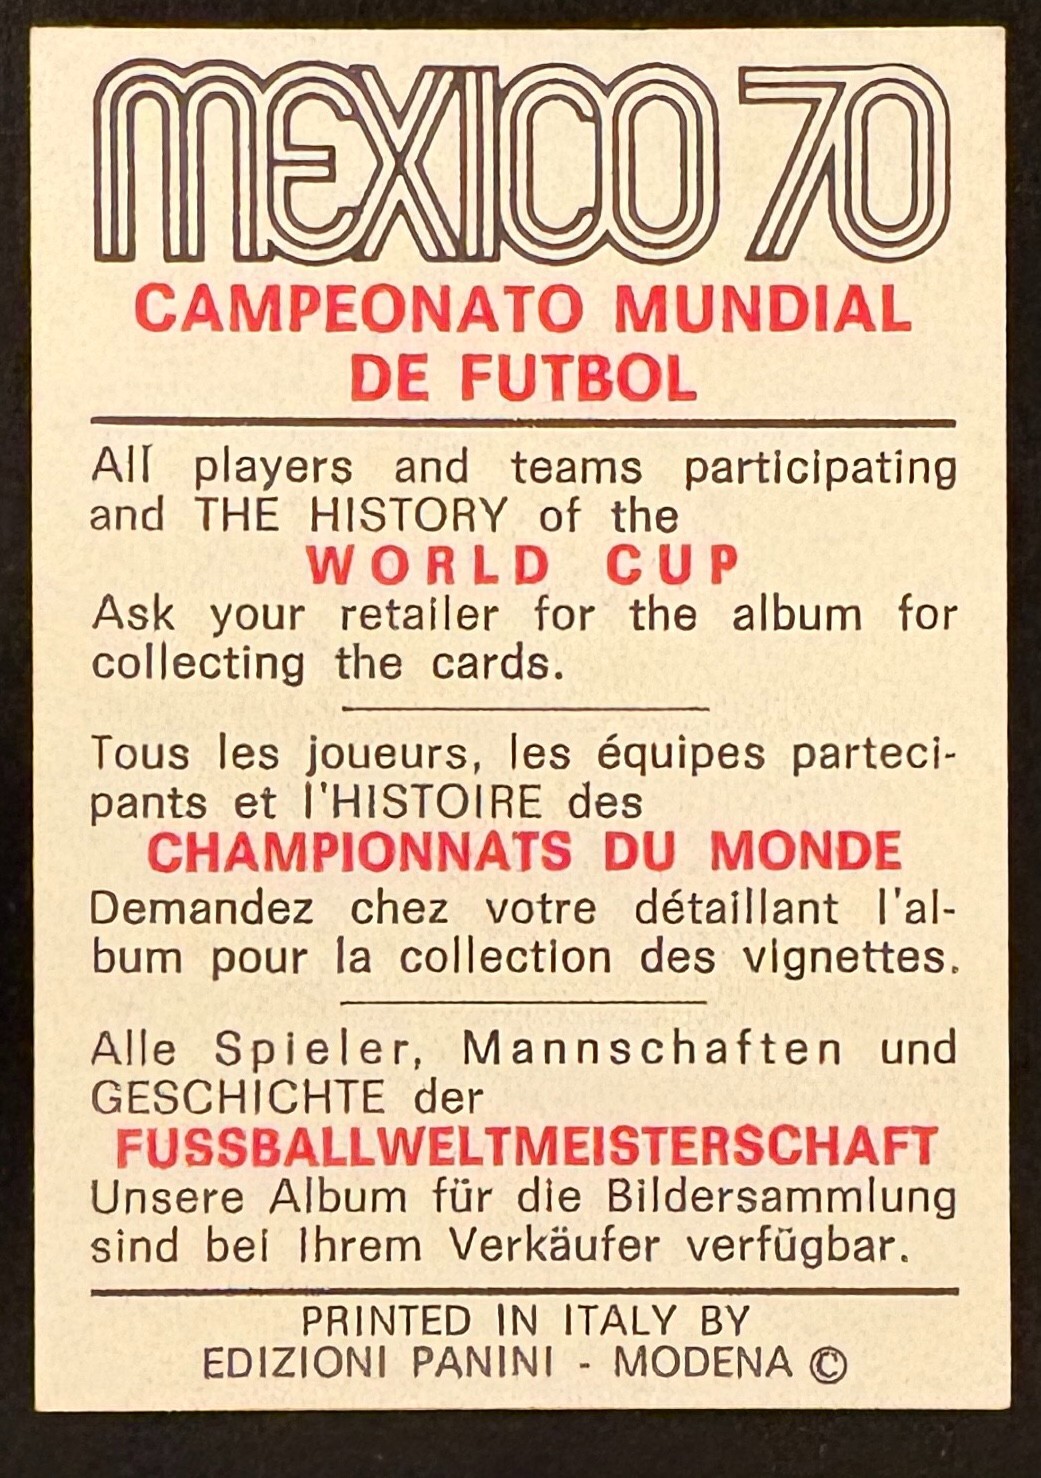 MEXICO 70
CAMPEONATO MUNDIAL
DE FUTBOL
All players and teams participating
and THE HISTORY of the
WORLD CUP
Ask your retailer for the album for
collecting the cards.
Tous les joueurs, les équipes parteci-
pants et l'HISTOIRE des
CHAMPIONNATS DU MONDE
Demandez chez votre détaillant l'al-
bum pour la collection des vignettes.
Alle Spieler, Mannschaften und
GESCHICHTE der
FUSSBALLWELTMEISTERSCHAFT
Unsere Album für die Bildersammlung
sind bei Ihrem Verkäufer verfügbar.
PRINTED IN ITALY BY
EDIZIONI PANINI - MODENA ©